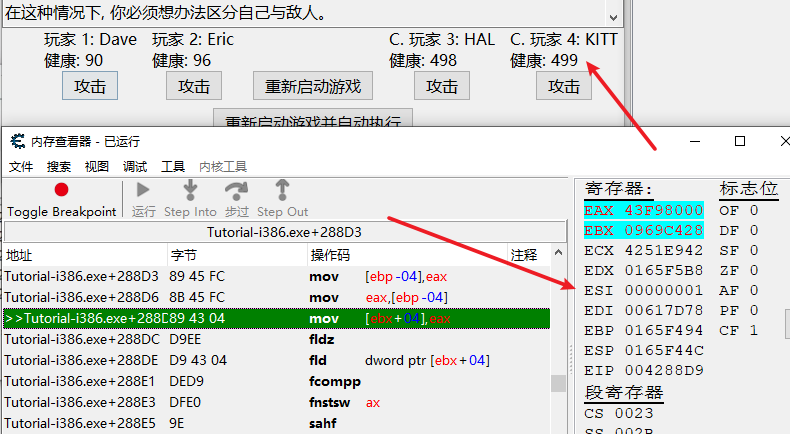 在这种情况下, 你必须想办法区分自己与敌人。
玩家 1: Dave 玩家 2: Eric C. 玩家 3: HAL C. 玩家 4: KITT
健康: 90 健康: 96 健康: 498 健康: 499
攻击 攻击 重新启动游戏 攻击 攻击
重新启动游戏并自动执行
内存查看器 - 已运行
文件 搜索 视图 调试 工具 内核工具
Toggle Breakpoint 运行 Step Into 步过 Step Out
Tutorial-i386.exe+288D3
地址 字节 操作码 注释
Tutorial-i386.exe+288D3 89 45 FC mov [ebp-04],eax
Tutorial-i386.exe+288D6 8B 45 FC mov eax,[ebp-04]
>>Tutorial-i386.exe+288D 89 43 04 mov [ebx+04],eax
Tutorial-i386.exe+288DC D9EE fldz
Tutorial-i386.exe+288DE D9 43 04 fld dword ptr [ebx+04]
Tutorial-i386.exe+288E1 DED9 fcompp
Tutorial-i386.exe+288E3 DFE0 fnstsw ax
Tutorial-i386.exe+288E5 9E sahf
寄存器: 标志位
EAX 43F98000 OF 0
EBX 0969C428 DF 0
ECX 4251E942 SF 0
EDX 0165F5B8 ZF 0
ESI 00000001 AF 0
EDI 00617D78 PF 0
EBP 0165F494 CF 1
ESP 0165F44C
EIP 004288D9
段寄存器
CS 0023
SS 002B